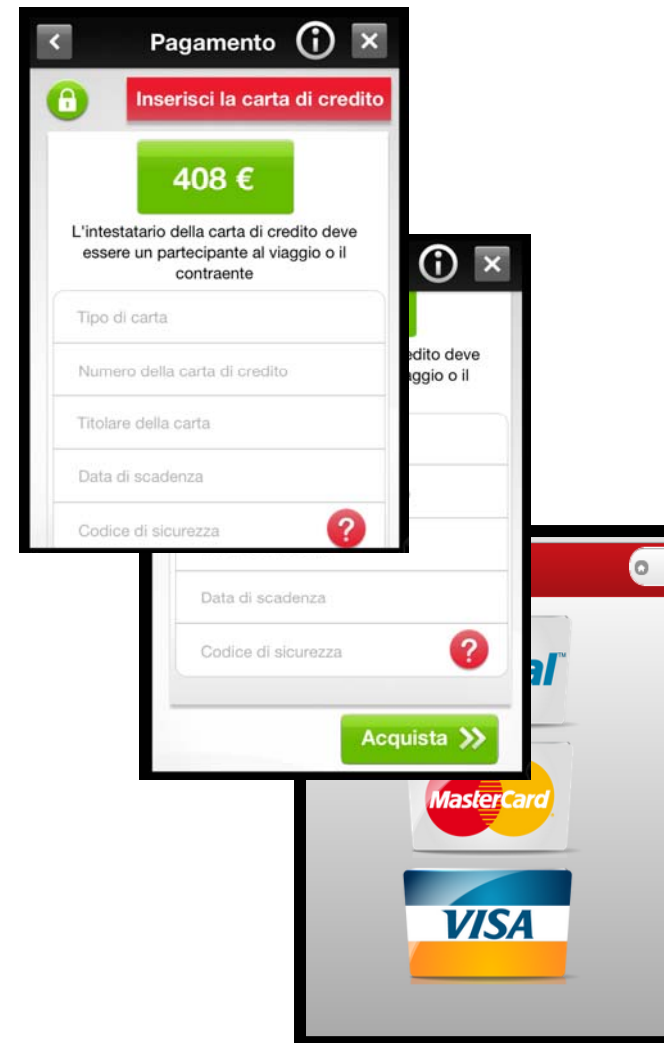 Pagamento
Inserisci la carta di credito
408 €
L'intestatario della carta di credito deve
essere un partecipante al viaggio o il
contraente
Tipo di carta
Numero della carta di credito
Titolare della carta
Data di scadenza
Codice di sicurezza
?
deve
o il
Data di scadenza
Codice di sicurezza
?
Acquista
al™
MasterCard
VISA